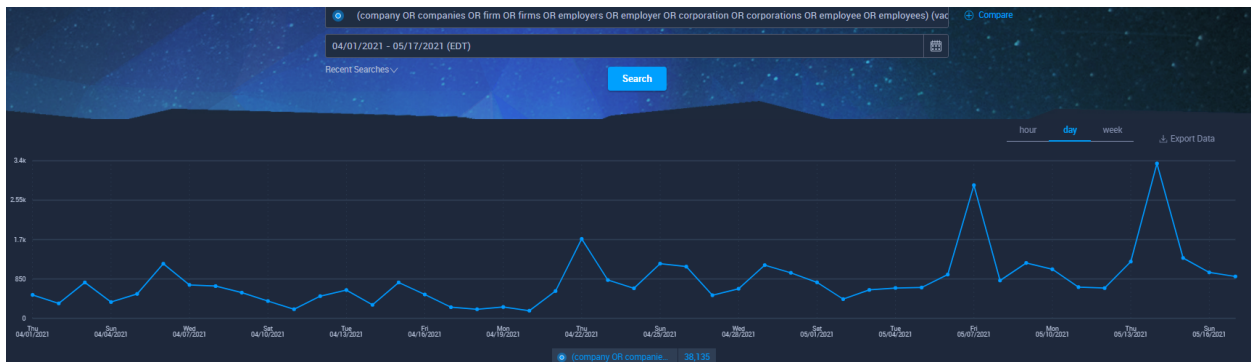 (company OR companies OR firm OR firms OR employers OR employer OR corporation OR corporations OR employee OR employees) (vac
Compare
04/01/2021 - 05/17/2021 (EDT)
Recent Searches
Search
hour day week
Export Data
3.4k
2.55k
1.7k
850
0
Thu Sun Wed Sat Tue Fri Mon Thu Sun Wed Sat Tue Fri Mon Thu Sun
04/01/2021 04/04/2021 04/07/2021 04/10/2021 04/13/2021 04/16/2021 04/19/2021 04/22/2021 04/25/2021 04/28/2021 05/01/2021 05/04/2021 05/07/2021 05/10/2021 05/13/2021 05/16/2021
(company OR companie... 38,135